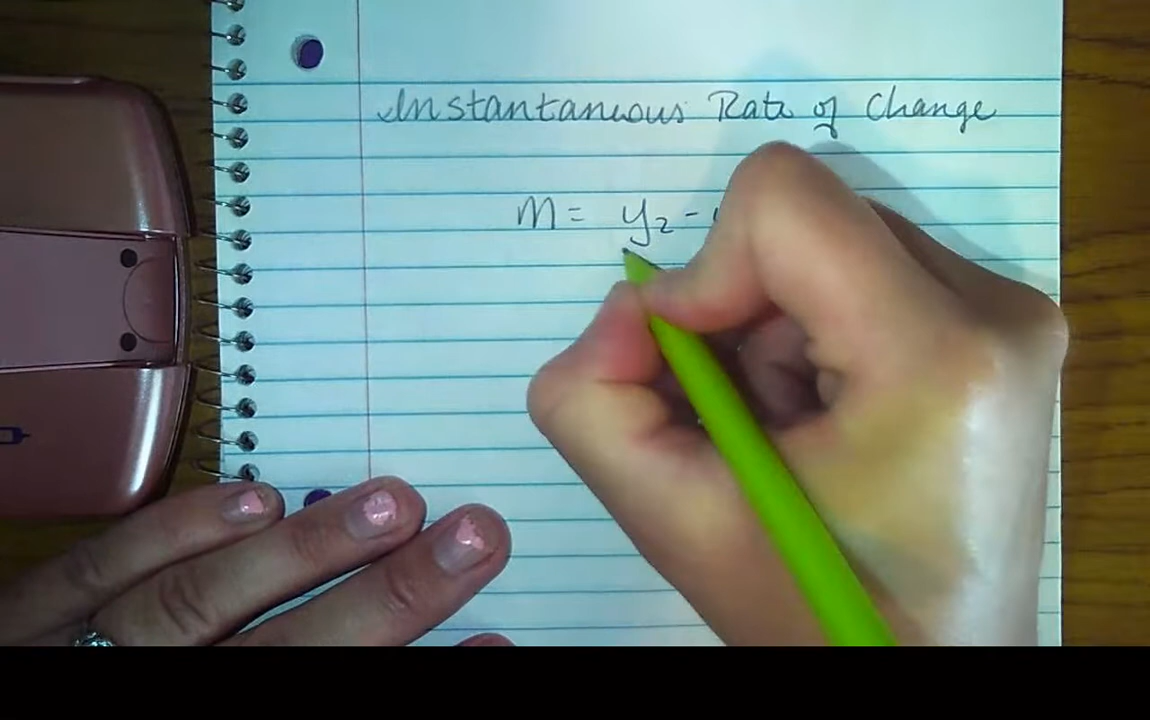 Instantaneous Rate of Change
m = y₂ -